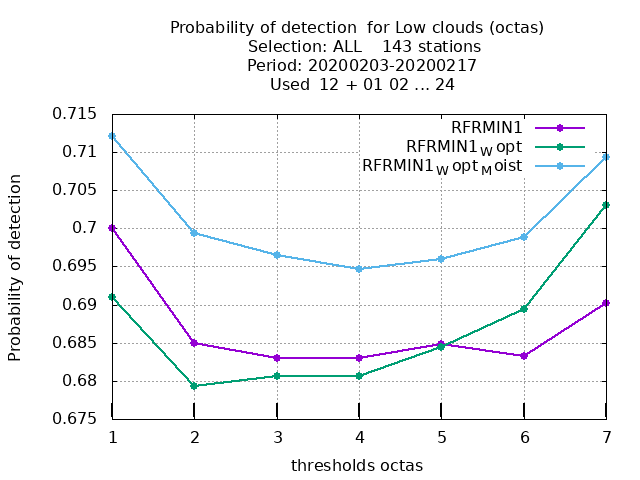 Probability of detection for Low clouds (octas)
Selection: ALL 143 stations
Period: 20200203-20200217
Used 12 + 01 02 ... 24
RFRMIN1
RFRMIN1W opt
RFRMIN1W opt M oist
0.715
0.71
0.705
0.7
0.695
0.69
0.685
0.68
0.675
Probability of detection
1 2 3 4 5 6 7
thresholds octas